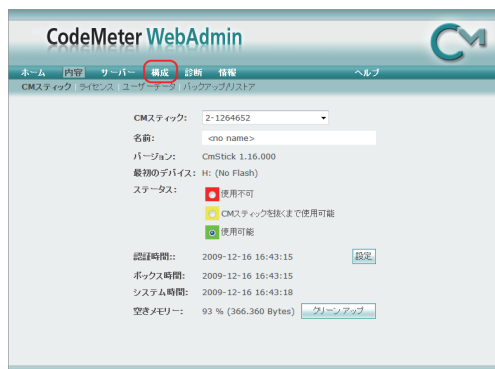 CodeMeter WebAdmin
CM
ホーム 内容 サーバー 構成 診断 情報 ヘルプ
CMスティック | ライセンス | ユーザーデータ | バックアップ/リストア
CMスティック: 2-1264652
名前: <no name>
バージョン: CmStick 1.16.000
最初のデバイス: H: (No Flash)
ステータス: 使用不可
CMスティックを抜くまで使用可能
使用可能
認証時間:: 2009-12-16 16:43:15 設定
ボックス時間: 2009-12-16 16:43:15
システム時間: 2009-12-16 16:43:18
空きメモリー: 93 % (366.360 Bytes) クリーン アップ